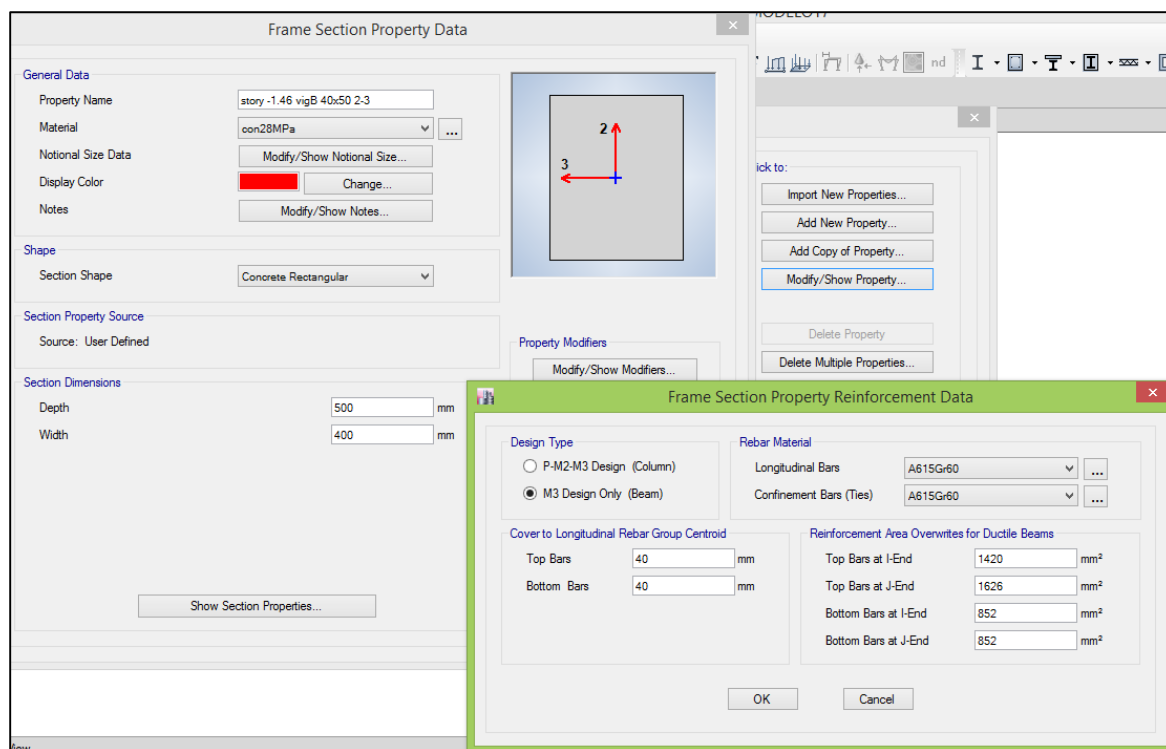 Frame Section Property Data
General Data
Property Name story -1.46 vigB 40x50 2-3
Material con28MPa ...
Notional Size Data Modify/Show Notional Size...
Display Color Change...
Notes Modify/Show Notes...
2
3
Shape
Section Shape Concrete Rectangular
Section Property Source
Source: User Defined
Property Modifiers
Modify/Show Modifiers...
Section Dimensions
Depth 500 mm
Width 400 mm
Show Section Properties...
nd
ick to:
Import New Properties...
Add New Property...
Add Copy of Property...
Modify/Show Property...
Delete Property
Delete Multiple Properties...
Frame Section Property Reinforcement Data
Design Type
P-M2-M3 Design (Column)
M3 Design Only (Beam)
Rebar Material
Longitudinal Bars A615Gr60 ...
Confinement Bars (Ties) A615Gr60 ...
Cover to Longitudinal Rebar Group Centroid
Top Bars 40 mm
Bottom Bars 40 mm
Reinforcement Area Overwrites for Ductile Beams
Top Bars at I-End 1420 mm²
Top Bars at J-End 1626 mm²
Bottom Bars at I-End 852 mm²
Bottom Bars at J-End 852 mm²
OK Cancel